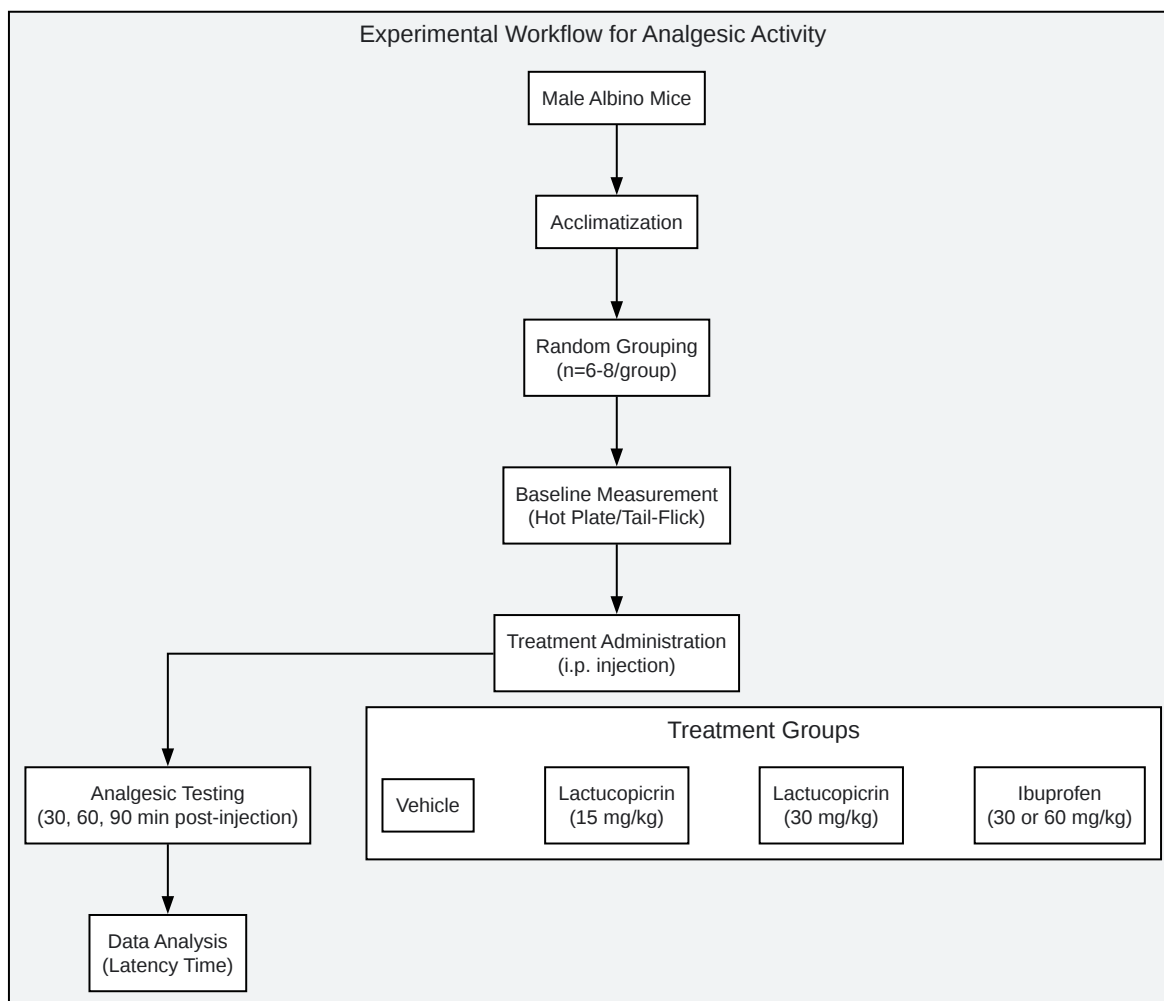 Experimental Workflow for Analgesic Activity
Male Albino Mice
Acclimatization
Random Grouping
(n=6-8/group)
Baseline Measurement
(Hot Plate/Tail-Flick)
Treatment Administration
(i.p. injection)
Treatment Groups
Vehicle
Lactucopicrin
(15 mg/kg)
Lactucopicrin
(30 mg/kg)
Ibuprofen
(30 or 60 mg/kg)
Analgesic Testing
(30, 60, 90 min post-injection)
Data Analysis
(Latency Time)